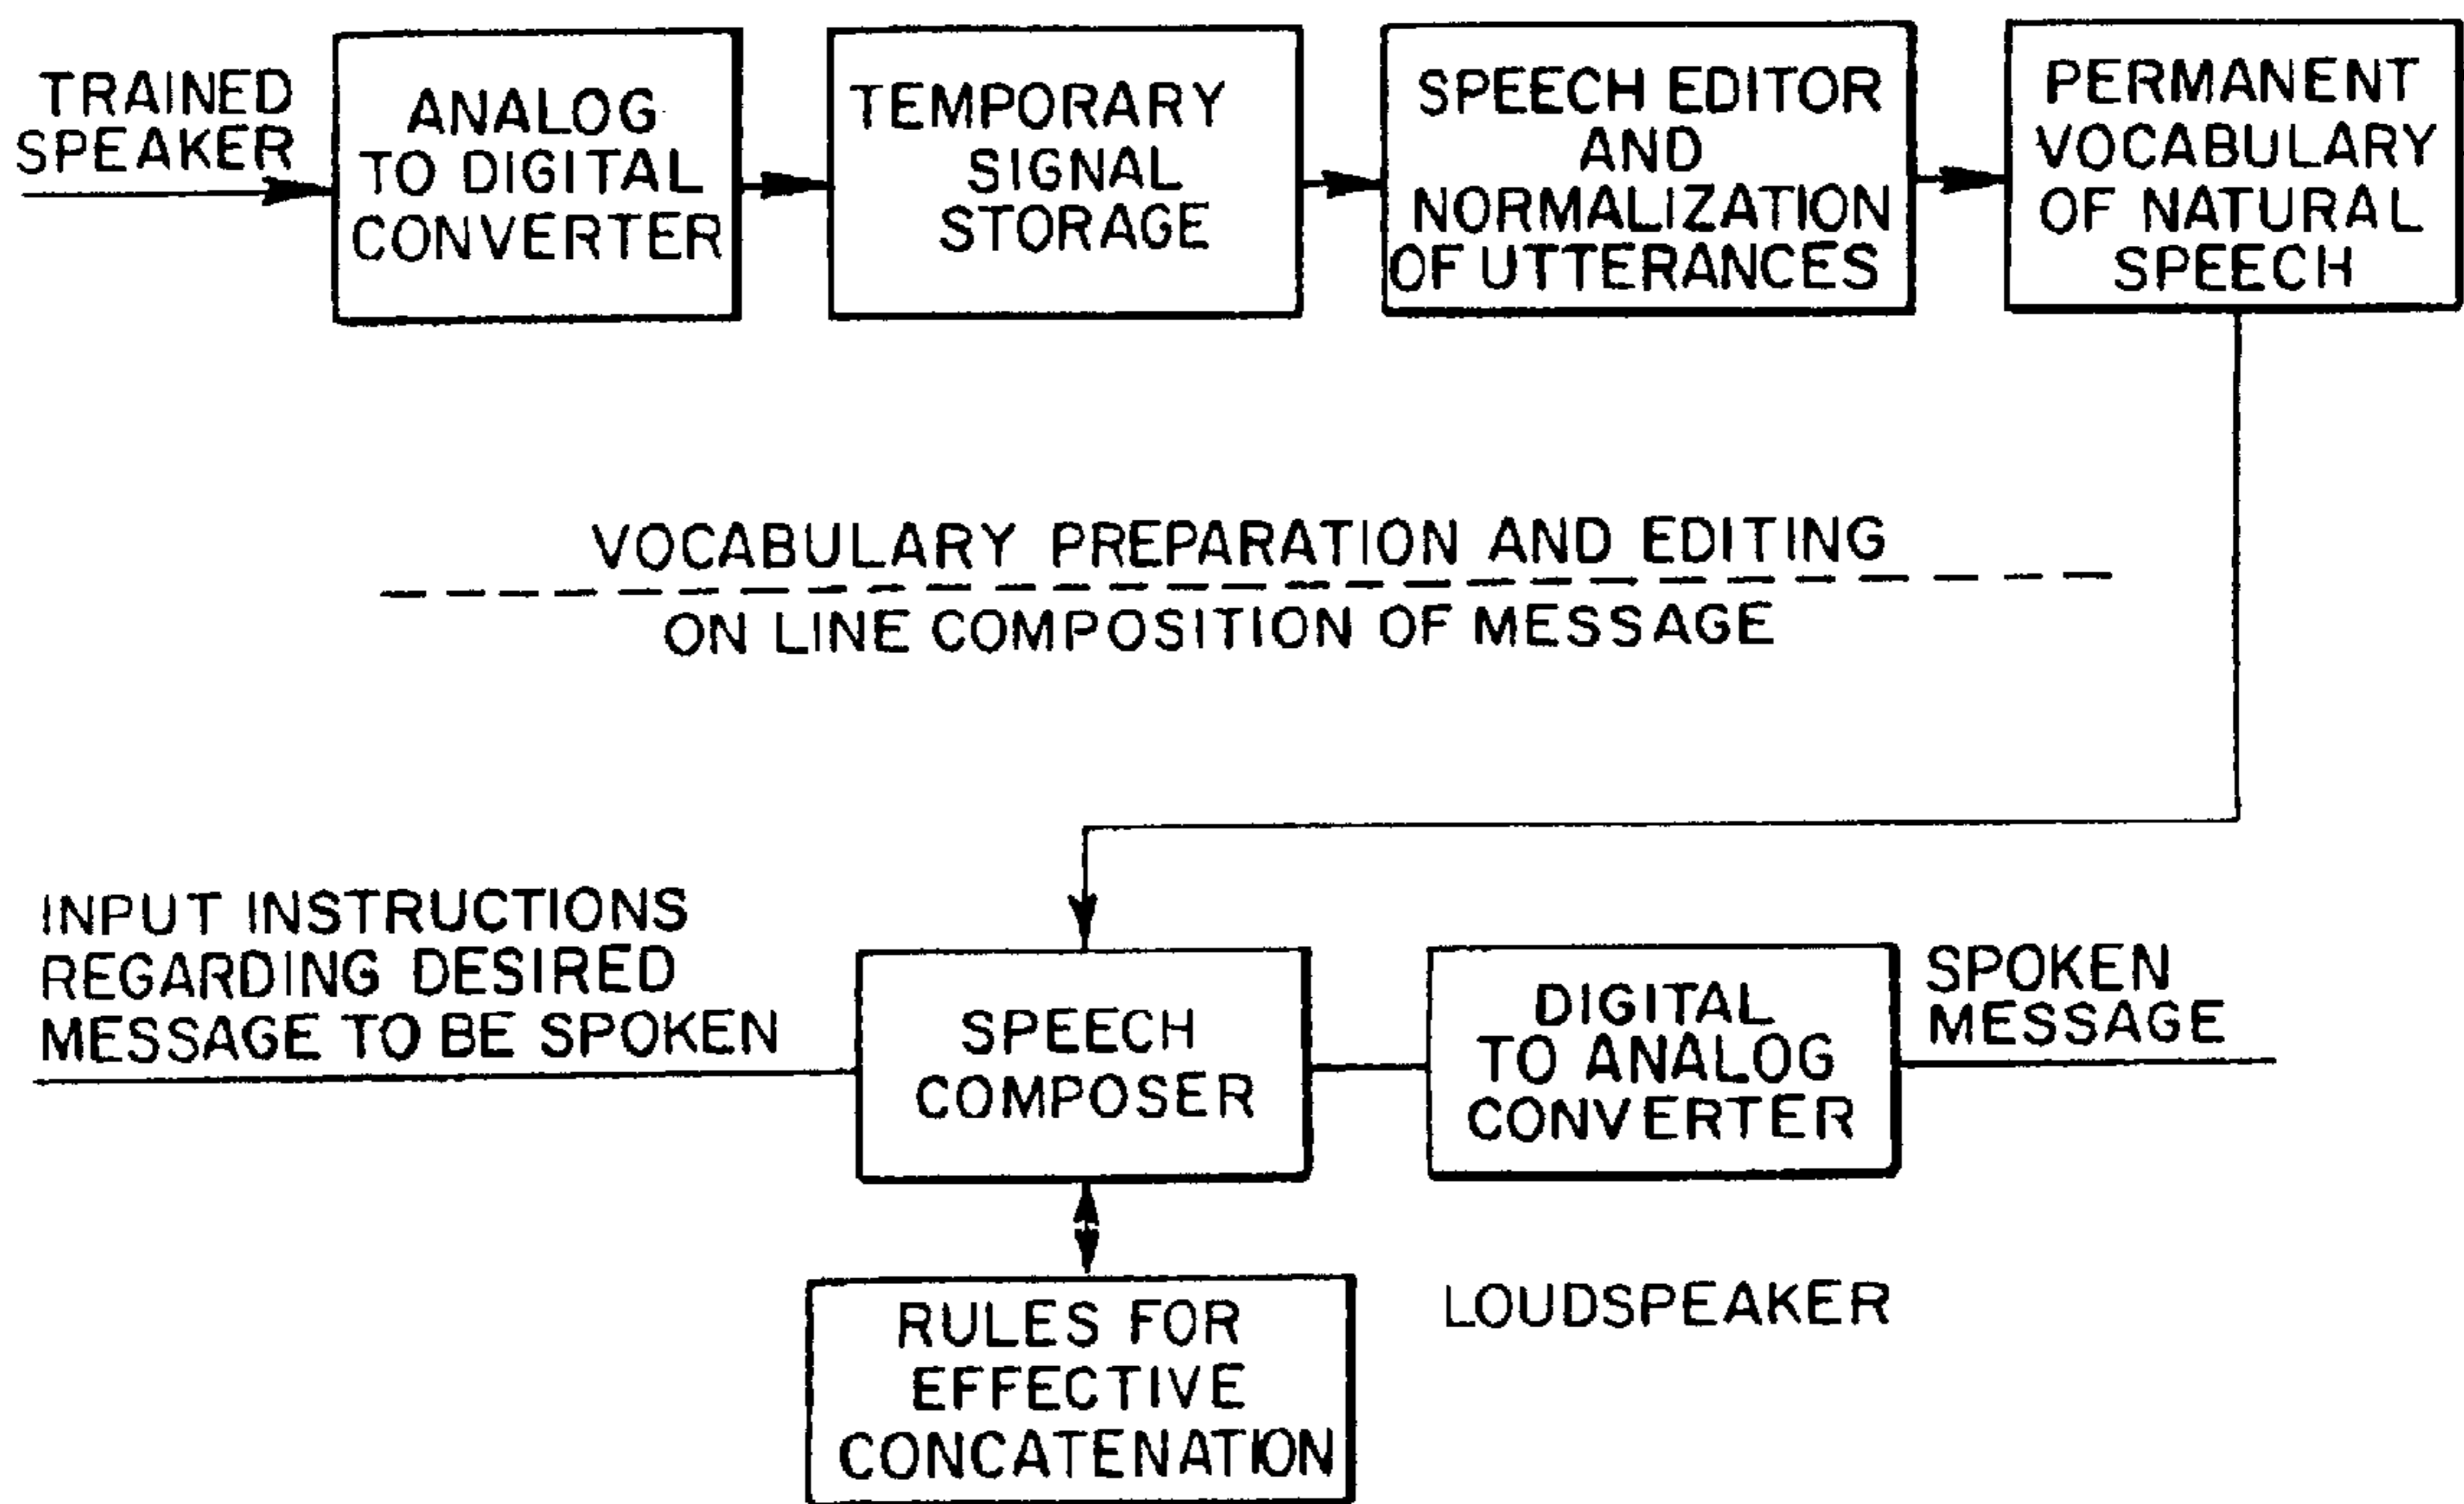 TRAINED
SPEAKER
ANALOG
TO DIGITAL
CONVERTER
TEMPORARY
SIGNAL
STORAGE
SPEECH EDITOR
AND
NORMALIZATION
OF UTTERANCES
PERMANENT
VOCABULARY
OF NATURAL
SPEECH
VOCABULARY PREPARATION AND EDITING
ON LINE COMPOSITION OF MESSAGE
INPUT INSTRUCTIONS
REGARDING DESIRED
MESSAGE TO BE SPOKEN
SPEECH
COMPOSER
DIGITAL
TO ANALOG
CONVERTER
SPOKEN
MESSAGE
RULES FOR
EFFECTIVE
CONCATENATION
LOUDSPEAKER